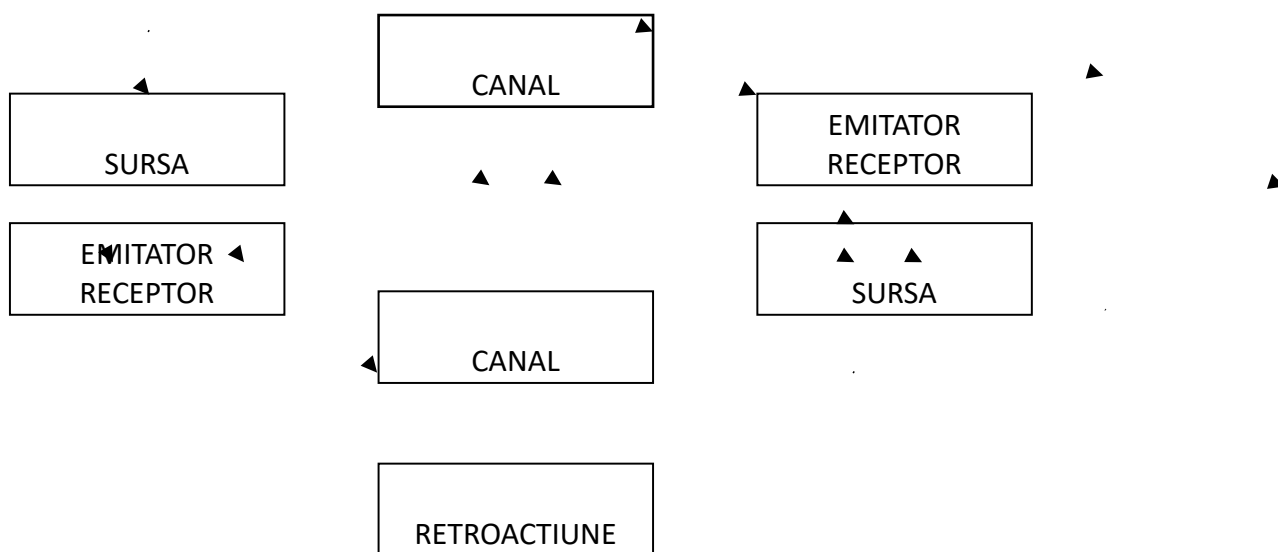 CANAL
SURSA
EMITATOR
RECEPTOR
EMITATOR
RECEPTOR
SURSA
CANAL
RETROACTIUNE